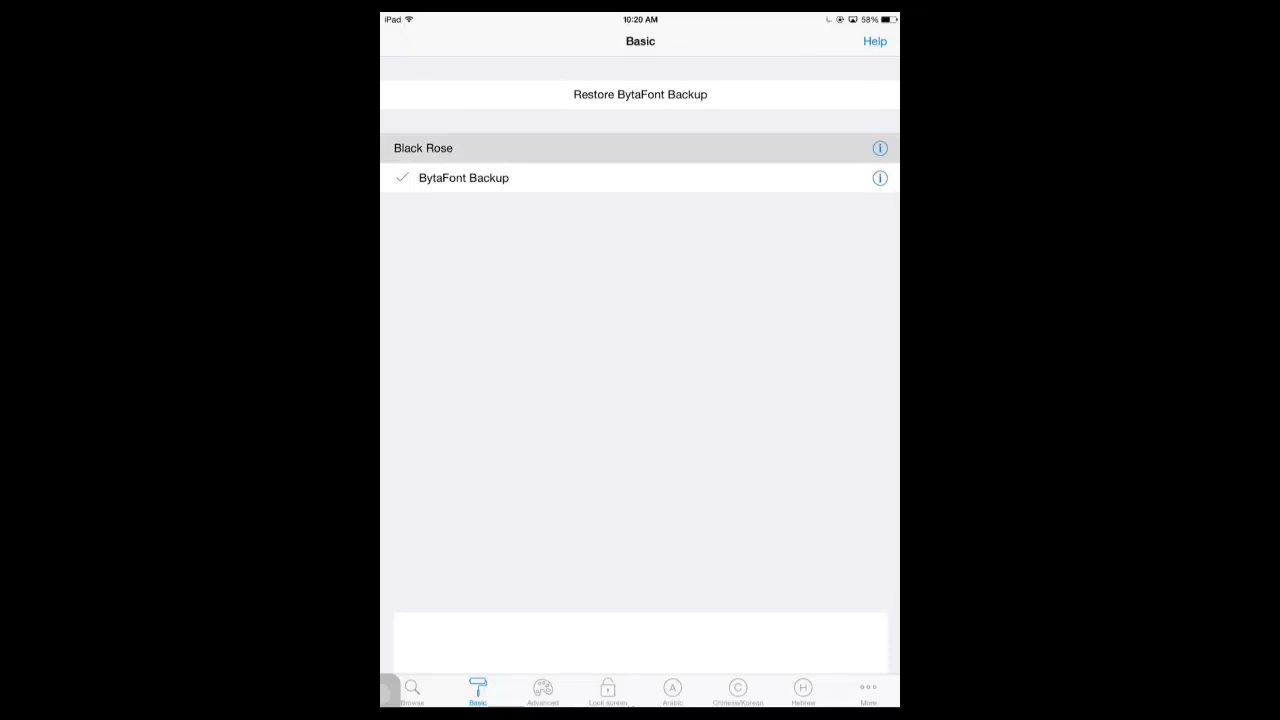 iPad 10:20 AM 58%
Basic Help
Restore BytaFont Backup
Black Rose
BytaFont Backup
A C H
Browse Basic Advanced Lock screen Arabic Chinese/Korean Hebrew More